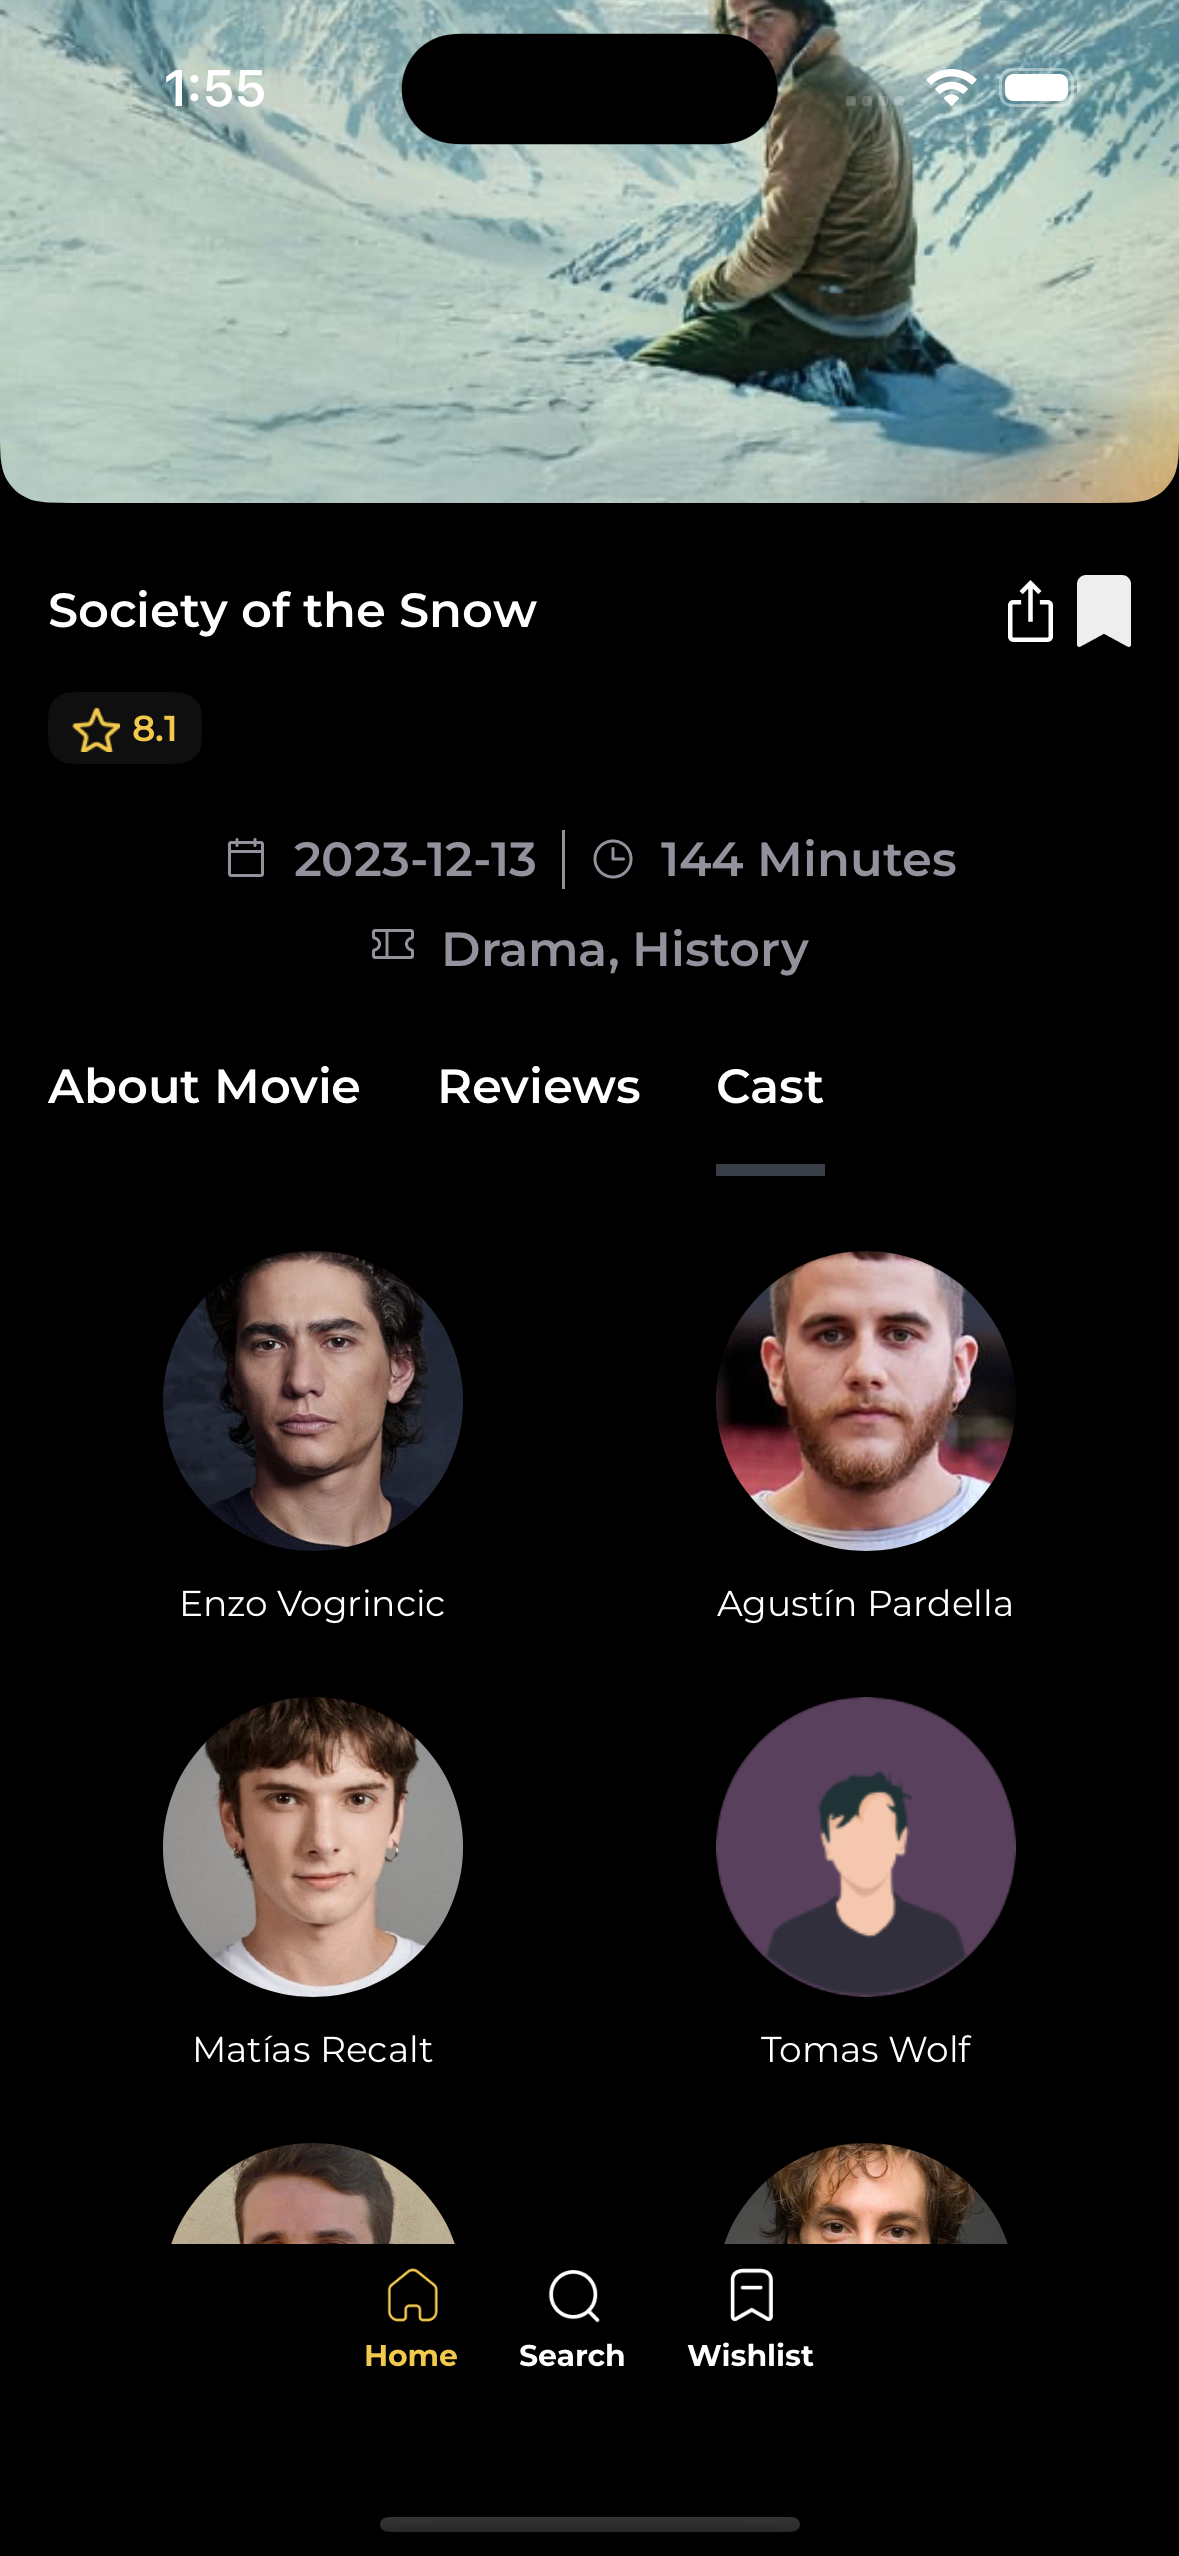 1:55
Society of the Snow
8.1
2023-12-13 144 Minutes
Drama, History
About Movie Reviews Cast
Enzo Vogrincic Agustín Pardella
Matías Recalt Tomas Wolf
Home Search Wishlist